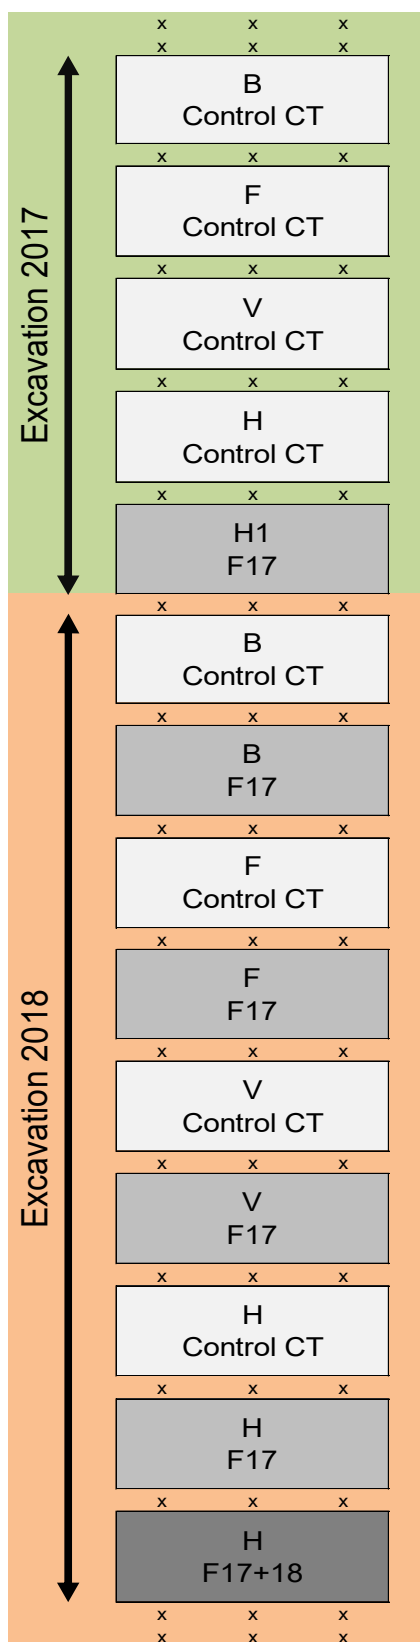 x x x
x x x
B
Control CT
x x x
F
Control CT
x x x
V
Control CT
x x x
H
Control CT
x x x
H1
F17
Excavation 2017
x x x
B
Control CT
x x x
B
F17
x x x
F
Control CT
x x x
F
F17
x x x
V
Control CT
x x x
V
F17
x x x
H
Control CT
x x x
H
F17
x x x
H
F17+18
x x x
x x x
Excavation 2018